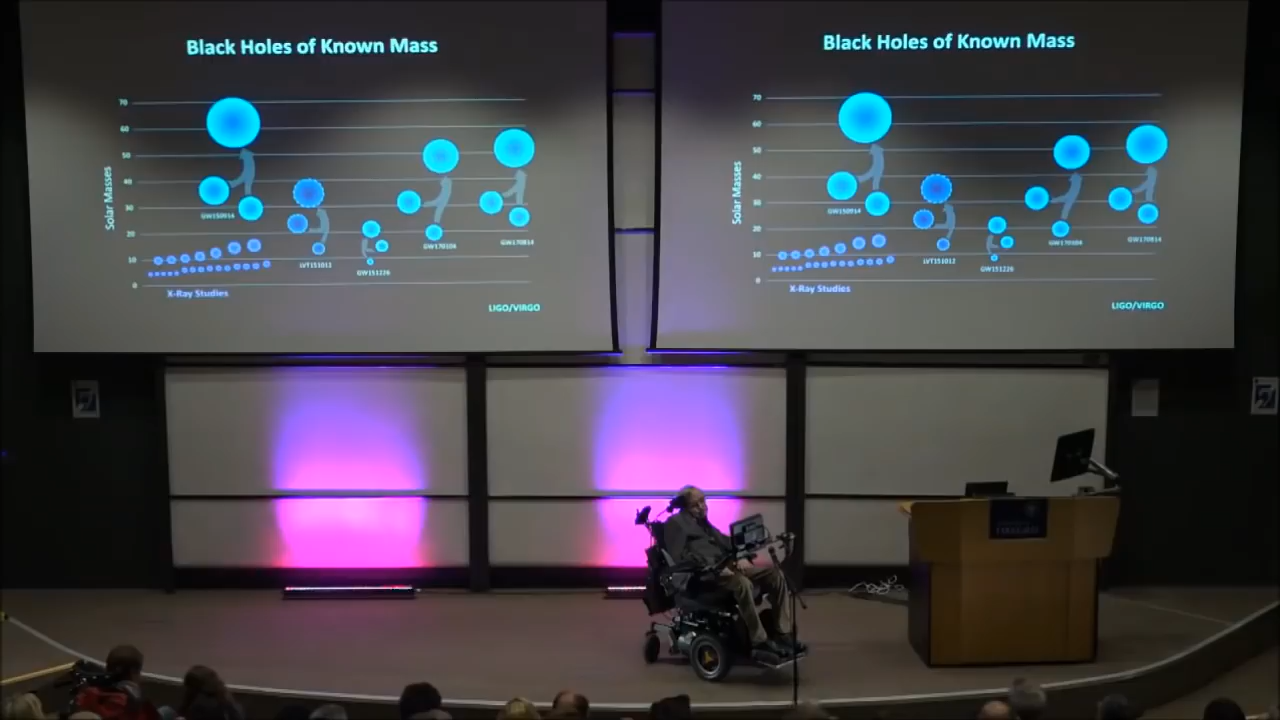 Black Holes of Known Mass
Solar Masses
70
60
50
40
30
20
10
0
GW150914
LVT151012
GW151226
GW170104
GW170814
X-Ray Studies
LIGO/VIRGO
Black Holes of Known Mass
Solar Masses
70
60
50
40
30
20
10
0
GW150914
LVT151012
GW151226
GW170104
GW170814
X-Ray Studies
LIGO/VIRGO